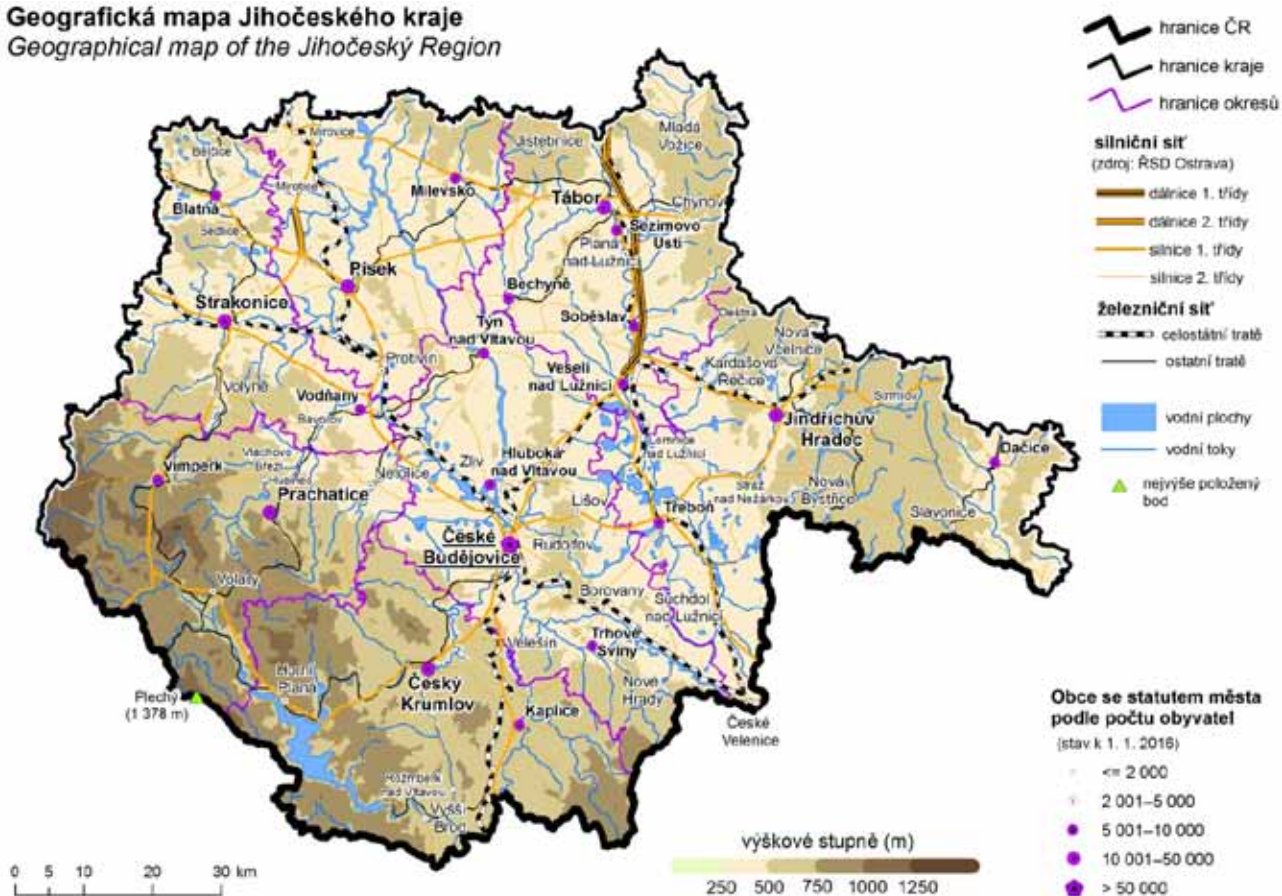 Geografická mapa Jihočeského kraje
Geographical map of the Jihočeský Region
hranice ČR
hranice kraje
hranice okresů
silniční síť
(zdroj: ŘSD Ostrava)
dálnice 1. třídy
dálnice 2. třídy
silnice 1. třídy
silnice 2. třídy
železniční síť
celostátní tratě
ostatní tratě
vodní plochy
vodní toky
nejvýše položený
bod
Mirovice
Bělčice
Mirotice
Blatná
Sedlice
Milevsko
Jistebnice
Mladá
Vožice
Tábor
Chýnov
Sezimovo
Ústí
Planá
nad Lužnicí
Písek
Bechyně
Strakonice
Týn
nad Vltavou
Soběslav
Deštná
Nová
Včelnice
Kardašova
Řečice
Protivín
Veselí
nad Lužnicí
Volyně
Vodňany
Bavorov
Jindřichův
Hradec
Strmilov
Dačice
Lomnice
nad Lužnicí
Vimperk
Vlachovo
Březí
Husinec
Netolice
Zliv
Hluboká
nad Vltavou
Prachatice
Lišov
Stráž
nad Nežárkou
Nová
Bystřice
Slavonice
Třeboň
České
Budějovice
Rudolfov
Volary
Borovany
Suchdol
nad Lužnicí
Velešín
Trhové
Sviny
Horní
Planá
Český
Krumlov
Nové
Hrady
Plechý
(1 378 m)
Kaplice
České
Velenice
Rožmberk
nad Vltavou
Vyšší
Brod
Obce se statutem města
podle počtu obyvatel
(stav k 1. 1. 2016)
<= 2 000
2 001–5 000
5 001–10 000
10 001–50 000
> 50 000
výškové stupně (m)
250 500 750 1000 1250
0 5 10 20 30 km